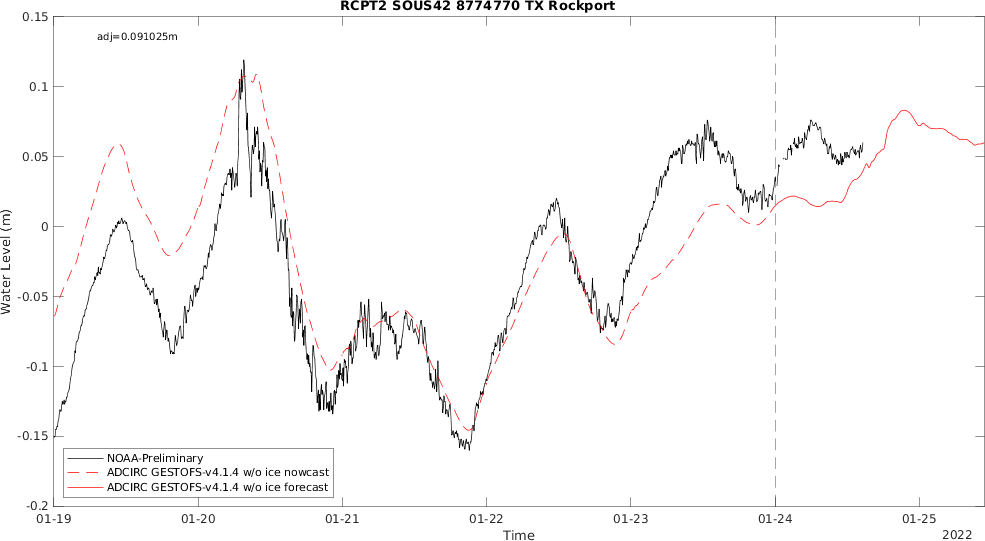 RCPT2 SOUS42 8774770 TX Rockport
adj=0.091025m
0.15
0.1
0.05
0
-0.05
-0.1
-0.15
-0.2
Water Level (m)
NOAA-Preliminary
ADCIRC GESTOFS-v4.1.4 w/o ice nowcast
ADCIRC GESTOFS-v4.1.4 w/o ice forecast
01-19 01-20 01-21 01-22 01-23 01-24 01-25
Time
2022